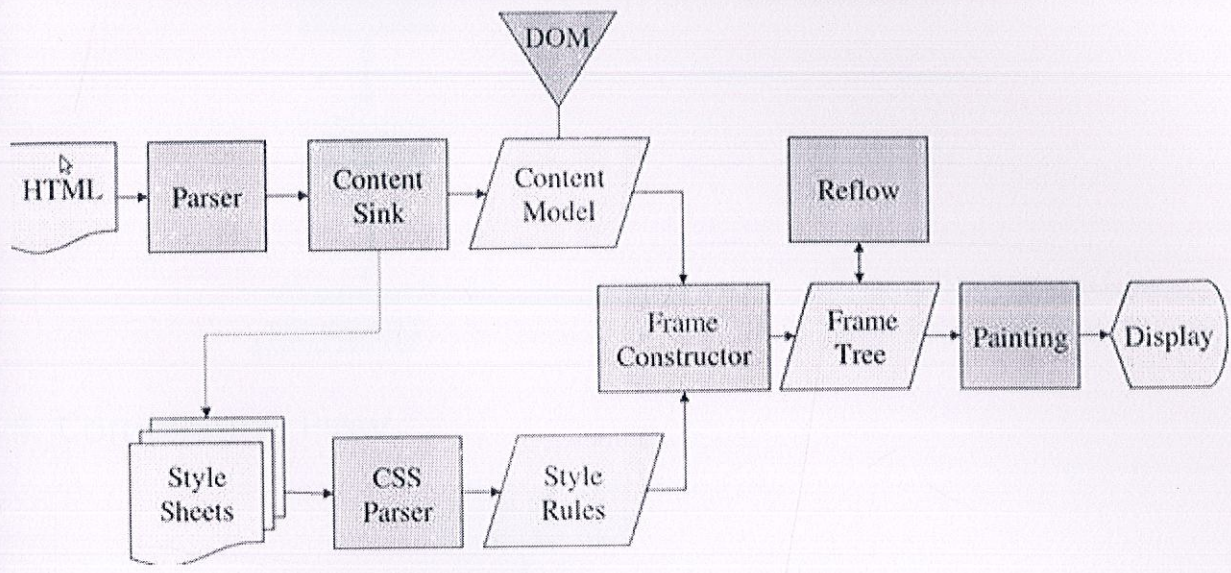 DOM
HTML
Parser
Content
Sink
Content
Model
Reflow
Frame
Constructor
Frame
Tree
Painting
Display
Style
Sheets
CSS
Parser
Style
Rules